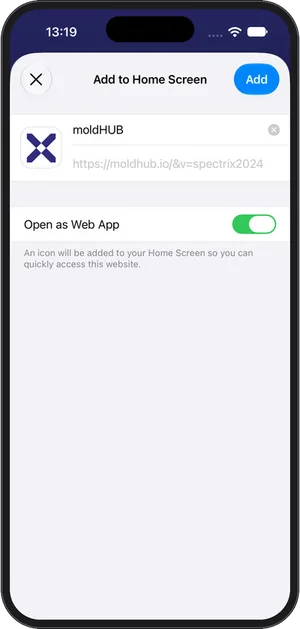 13:19
Add to Home Screen
Add
moldHUB
https://moldhub.io/&v=spectrix2024
Open as Web App
An icon will be added to your Home Screen so you can
quickly access this website.